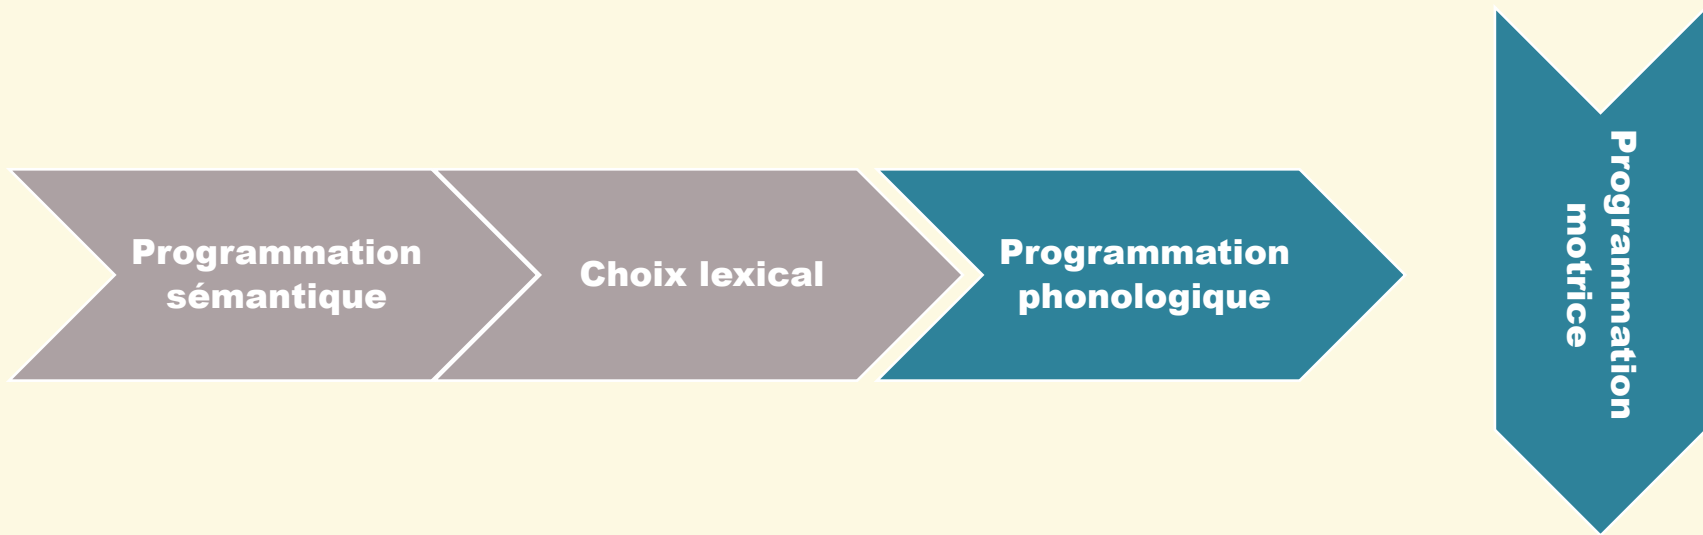 Programmation
sémantique
Choix lexical
Programmation
phonologique
Programmation
motrice